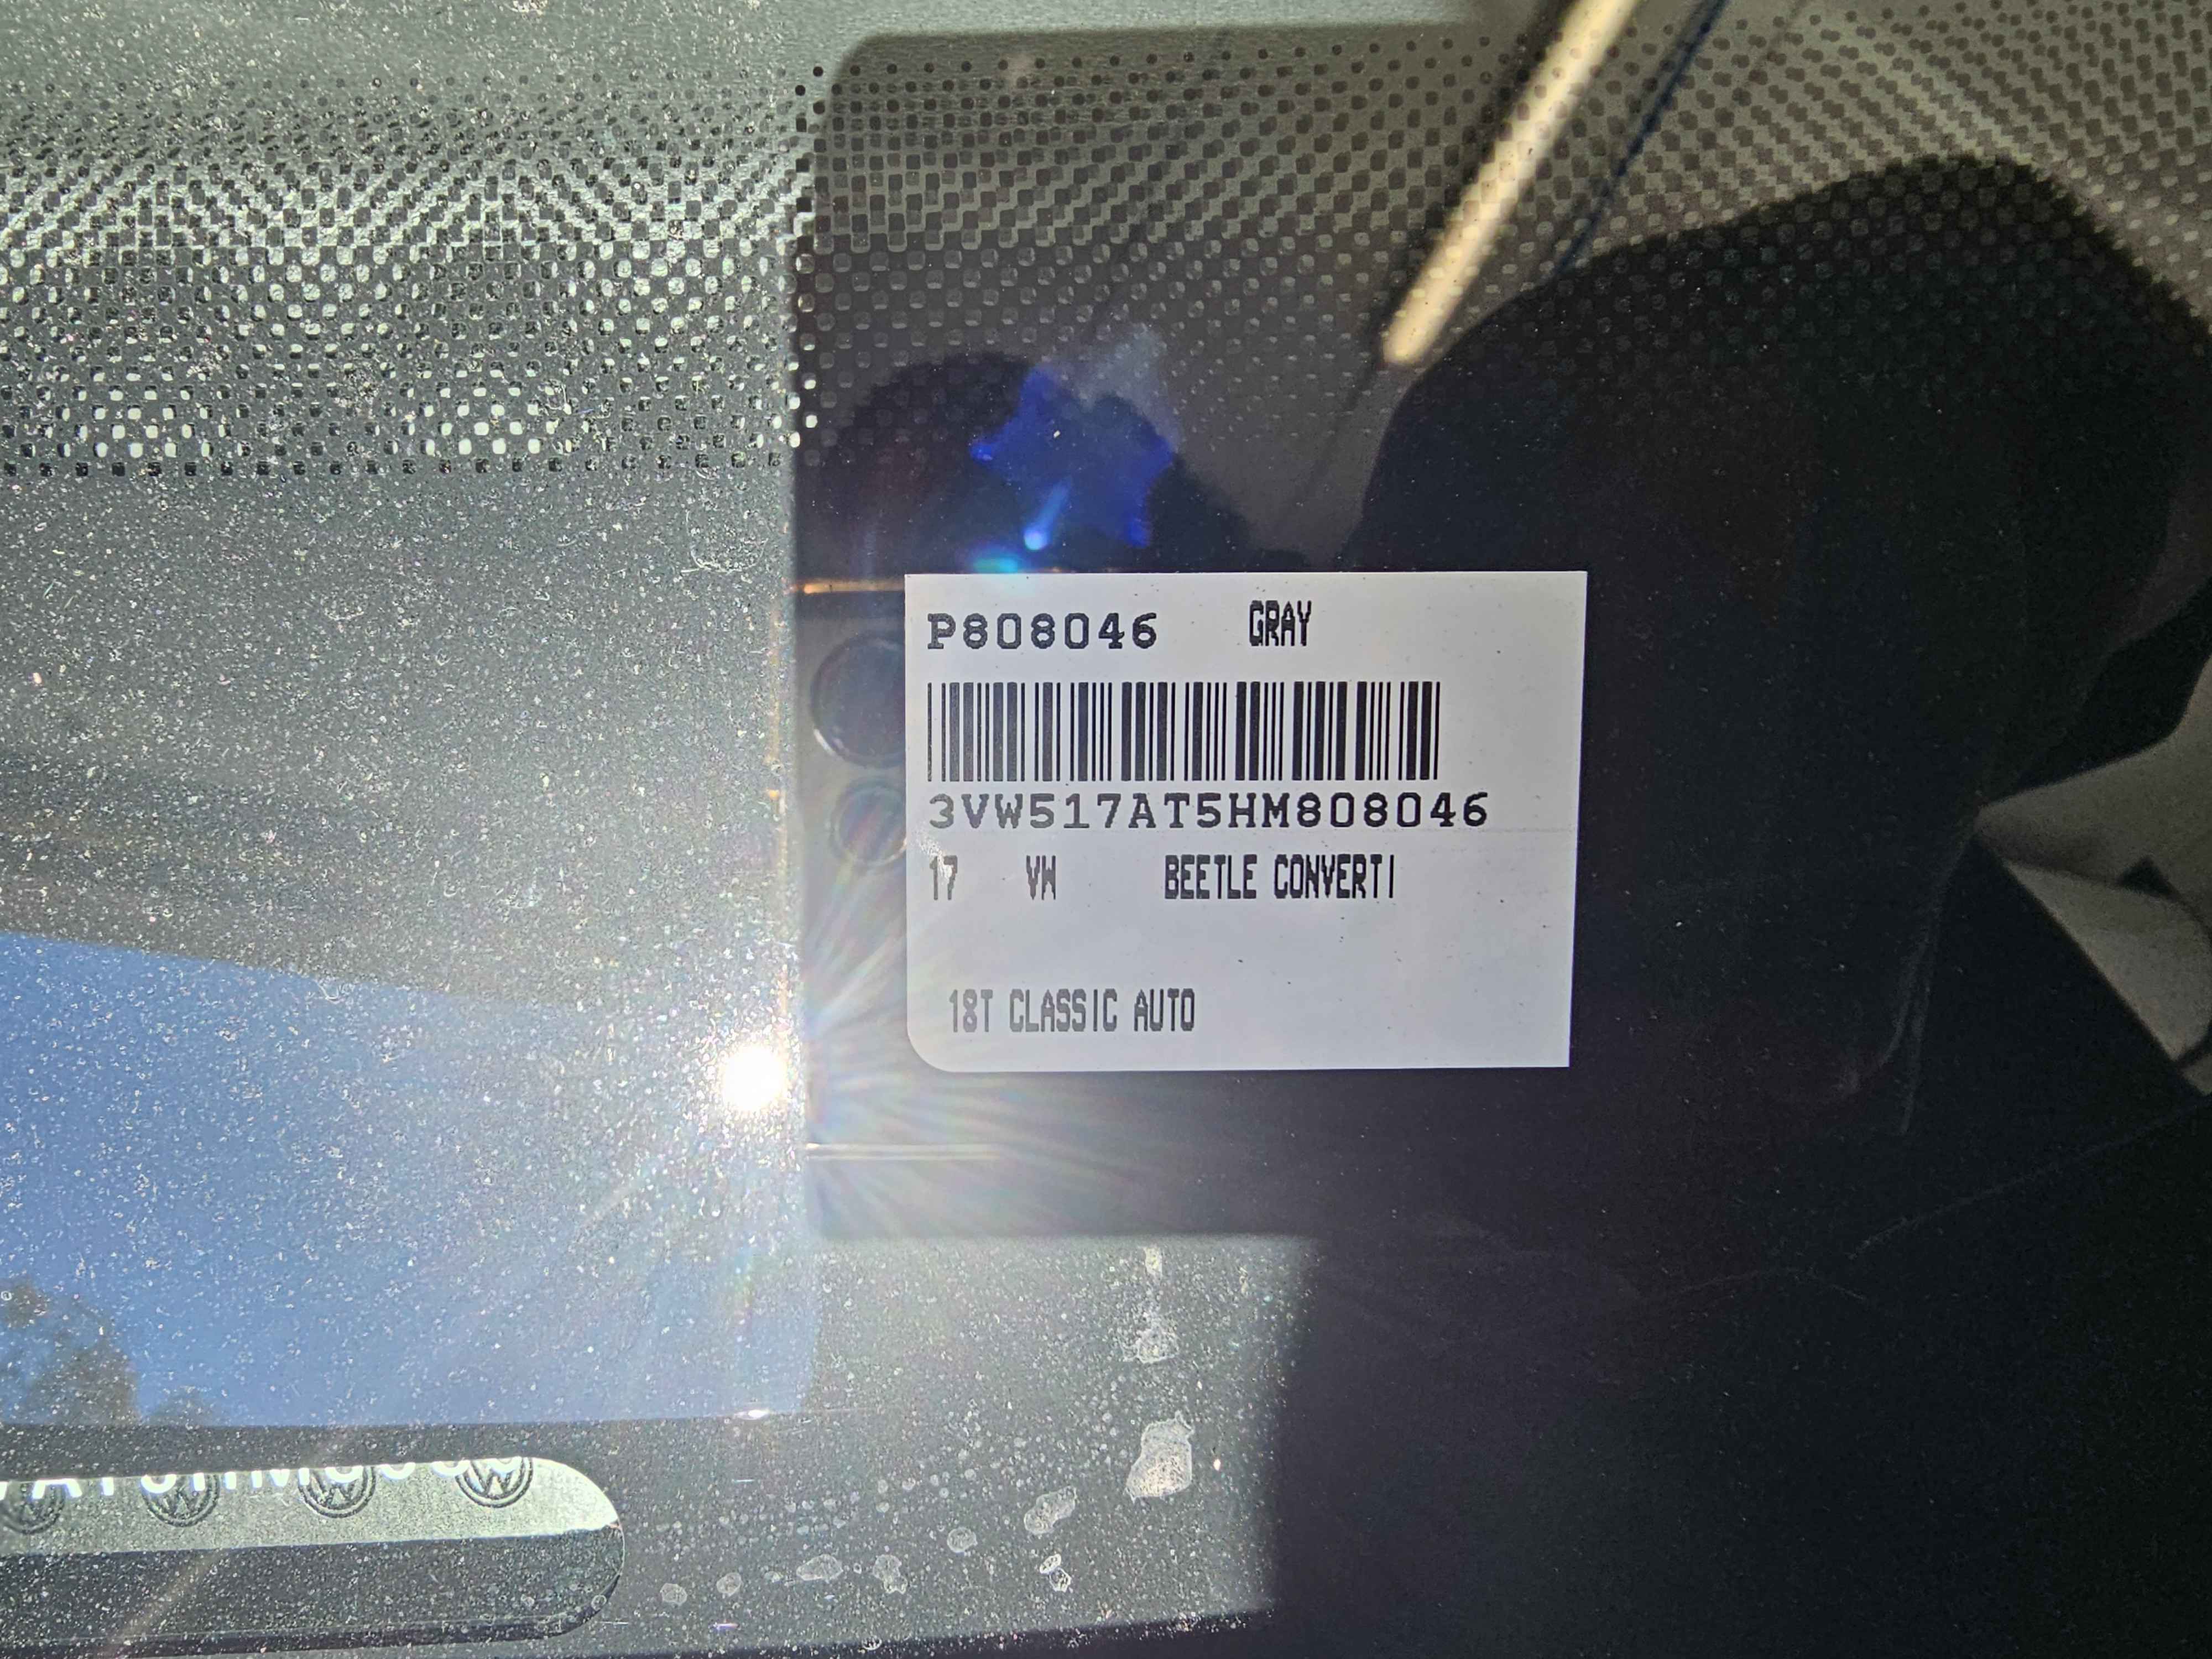 P808046 GRAY
3VW517AT5HM808046
17 VW BEETLE CONVERTI
18T CLASSIC AUTO